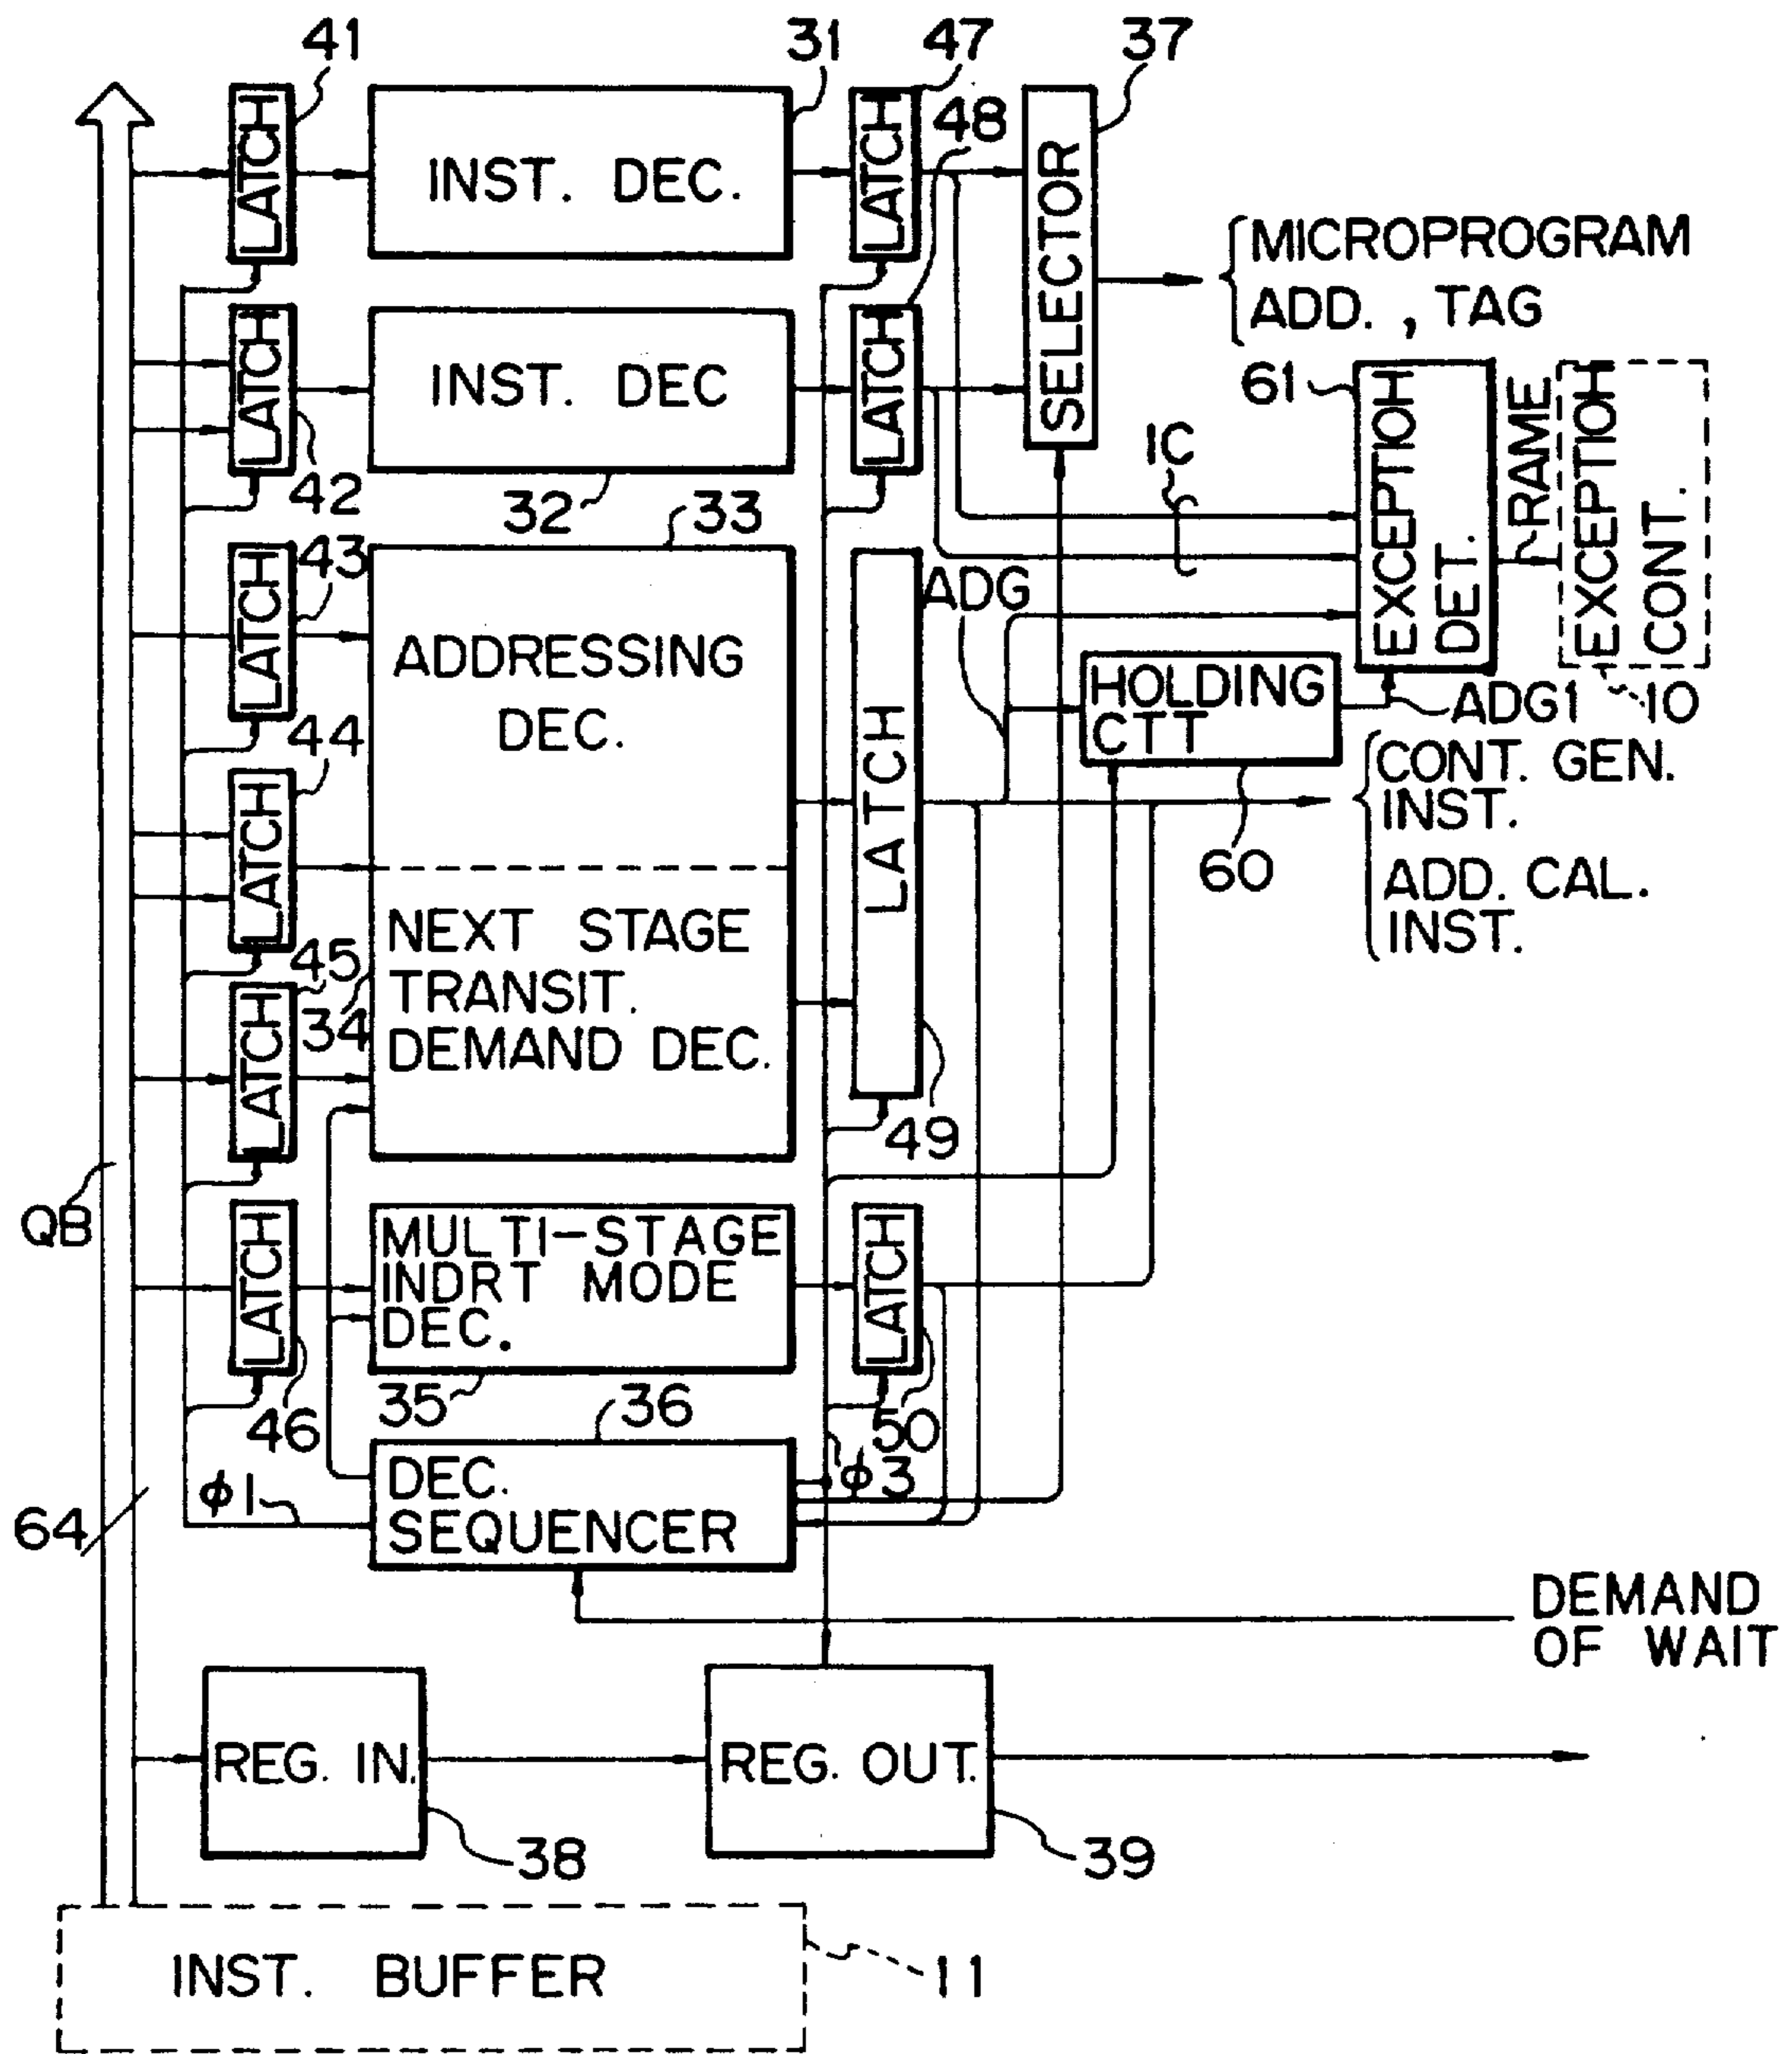 41
31
47
37
48
LATCH
INST. DEC.
LATCH
SELECTOR
MICROPROGRAM
ADD. , TAG
LATCH
INST. DEC
LATCH
42
32
33
61
EXCEPTION
DET.
RAME
EXCEPTION
CONT.
IC
43
LATCH
ADDRESSING
DEC.
ADG
HOLDING
CTT
ADG1
10
44
LATCH
LATCH
60
CONT. GEN.
INST.
ADD. CAL.
INST.
45
34
LATCH
NEXT STAGE
TRANSIT.
DEMAND DEC.
49
QB
LATCH
MULTI-STAGE
INDRT MODE
DEC.
LATCH
46
35
36
50
ϕ1
ϕ3
64
DEC.
SEQUENCER
DEMAND
OF WAIT
REG. IN.
REG. OUT.
38
39
INST. BUFFER
11